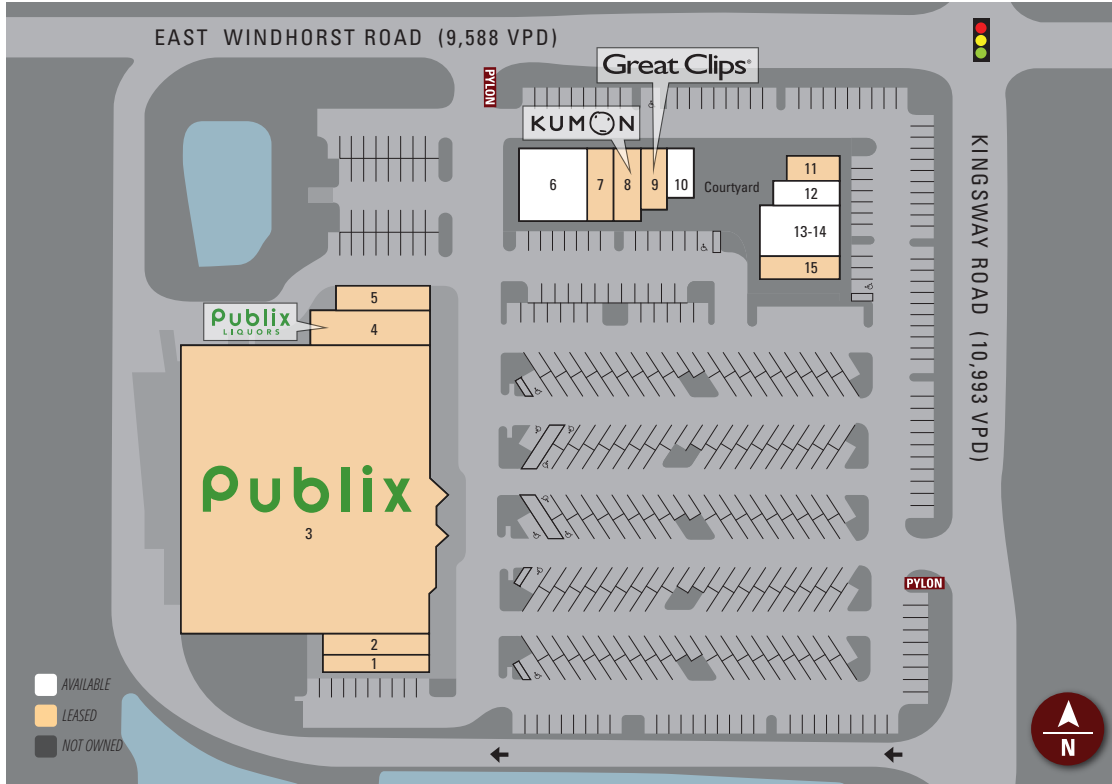 EAST WINDHORST ROAD (9,588 VPD)
PYLON
Great Clips®
KUMON
6
7
8
9
10
Courtyard
11
12
13-14
15
KINGSWAY ROAD (10,993 VPD)
5
Publix
LIQUORS
4
Publix
3
PYLON
2
1
AVAILABLE
LEASED
NOT OWNED
N